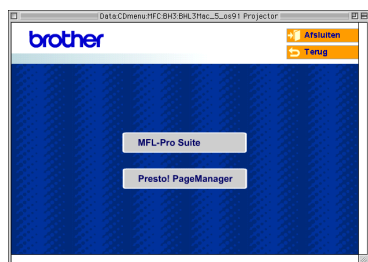 Data:CDmenu:MFC:BH3:BHL3Mac_5_os91 Projector
brother
Afsluiten
Terug
MFL-Pro Suite
Presto! PageManager